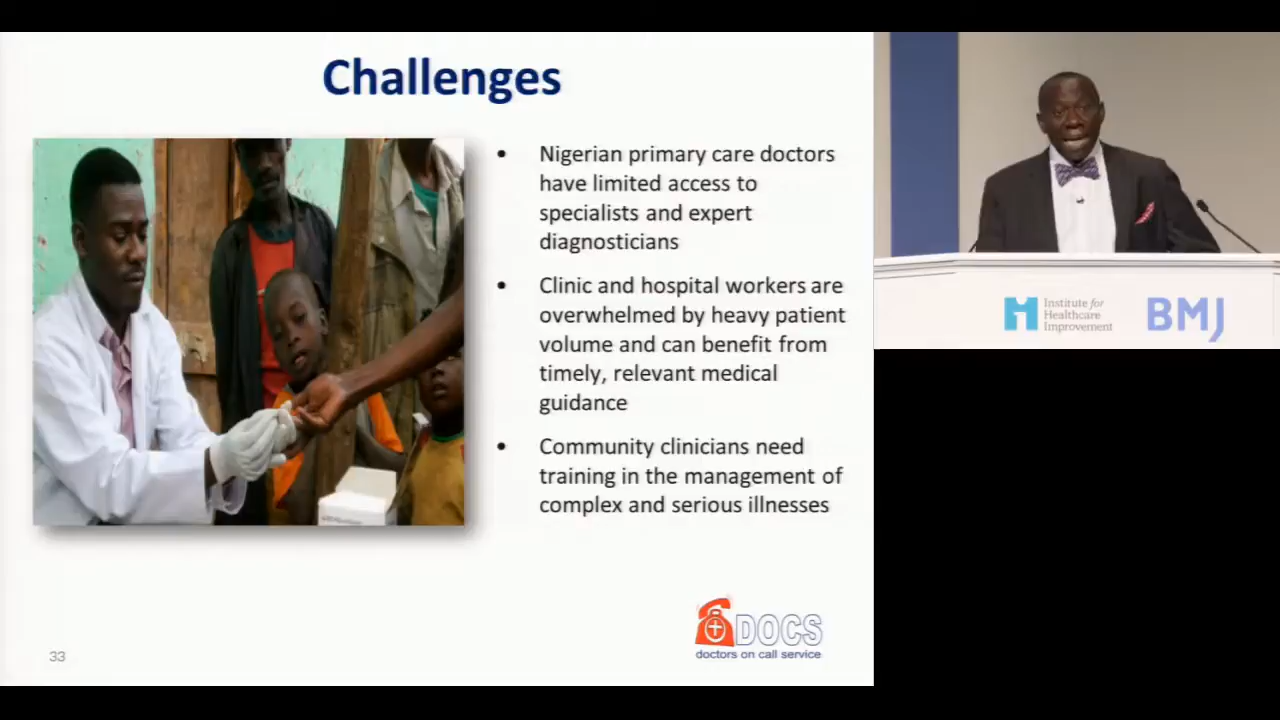 Challenges
• Nigerian primary care doctors
have limited access to
specialists and expert
diagnosticians
• Clinic and hospital workers are
overwhelmed by heavy patient
volume and can benefit from
timely, relevant medical
guidance
• Community clinicians need
training in the management of
complex and serious illnesses
DOCS
doctors on call service
33
Institute for
Healthcare
Improvement
BMJ